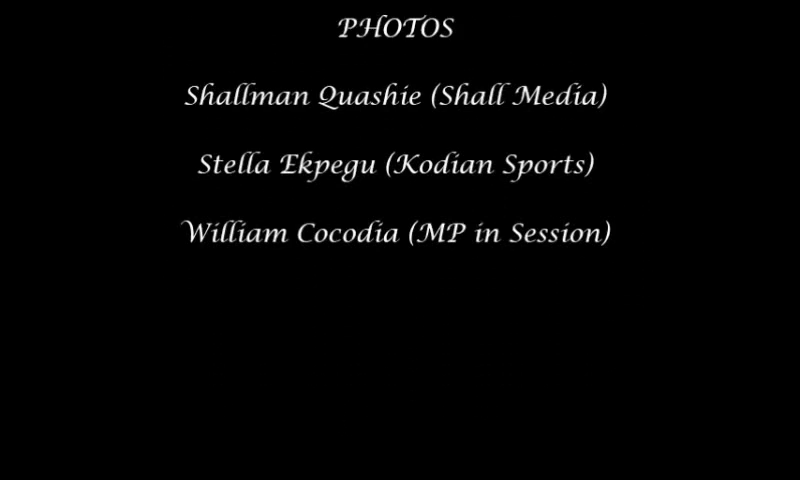 PHOTOS
Shallman Quashie (Shall Media)
Stella Ekpegu (Kodian Sports)
William Cocodia (MP in Session)